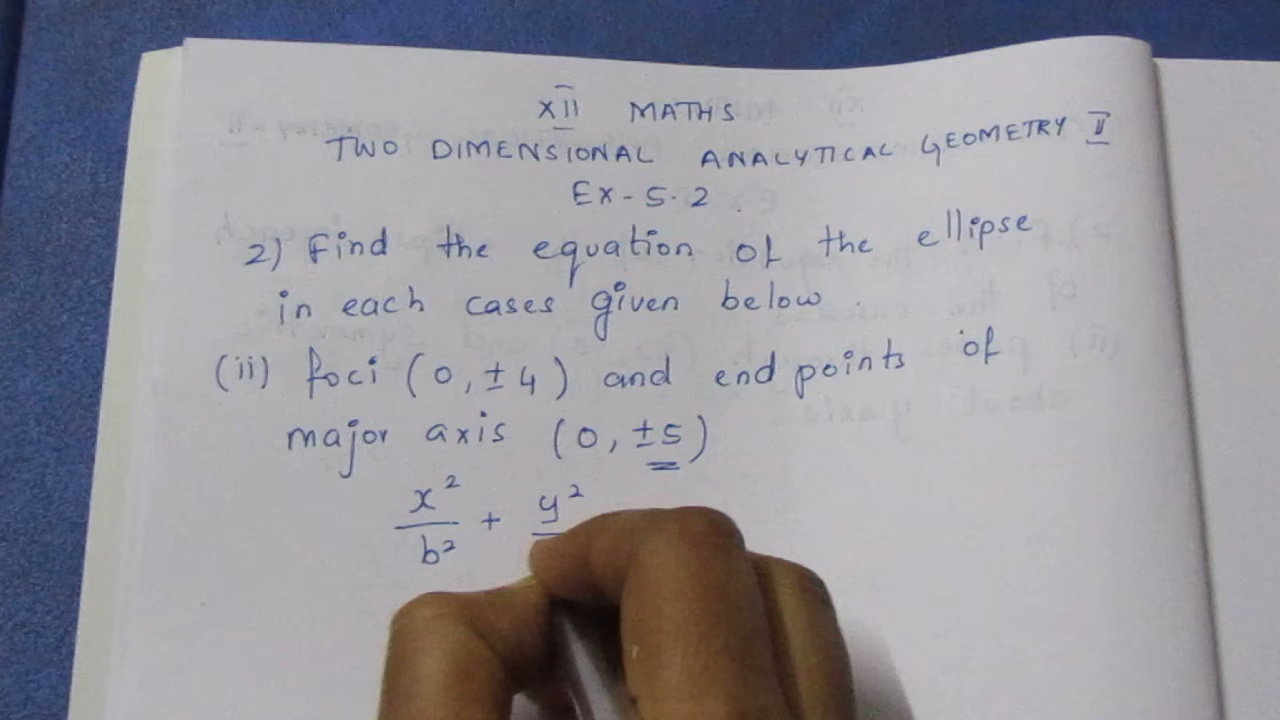 XII MATHS
TWO DIMENSIONAL ANALYTICAL GEOMETRY II
Ex-5.2.
2) Find the equation of the ellipse
in each cases given below.
(ii) foci (0, ±4) and end points of
major axis (0, ±5)
x²/b² + y²